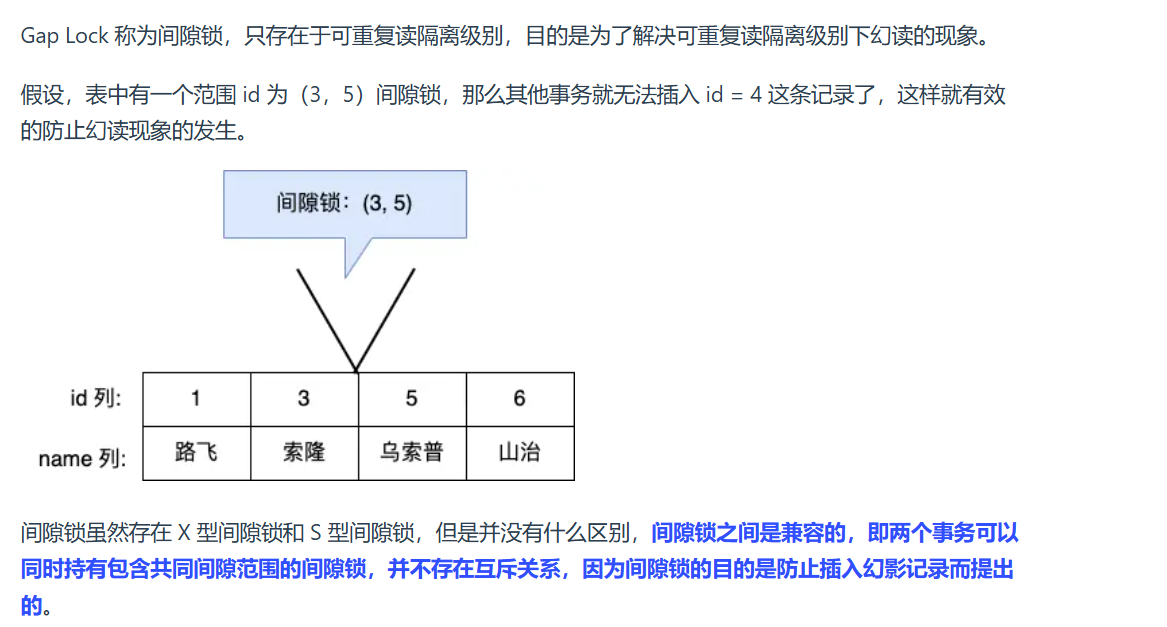 Gap Lock 称为间隙锁，只存在于可重复读隔离级别，目的是为了解决可重复读隔离级别下幻读的现象。
假设，表中有一个范围 id 为（3，5）间隙锁，那么其他事务就无法插入 id = 4 这条记录了，这样就有效
的防止幻读现象的发生。
间隙锁：(3, 5)
id 列: 1 3 5 6
name 列: 路飞 索隆 乌索普 山治
间隙锁虽然存在 X 型间隙锁和 S 型间隙锁，但是并没有什么区别，间隙锁之间是兼容的，即两个事务可以
同时持有包含共同间隙范围的间隙锁，并不存在互斥关系，因为间隙锁的目的是防止插入幻影记录而提出
的。